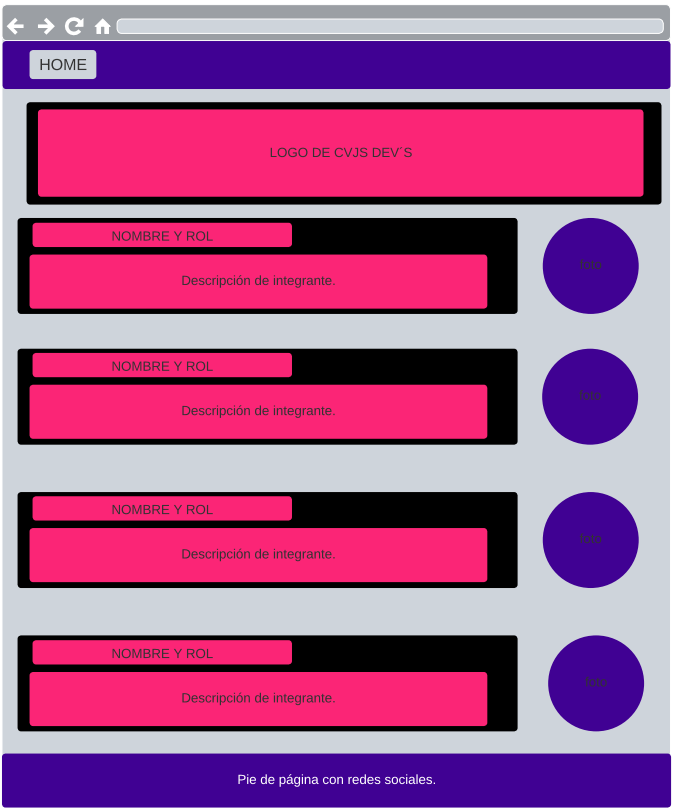 HOME
LOGO DE CVJS DEV´S
NOMBRE Y ROL
foto
Descripción de integrante.
NOMBRE Y ROL
foto
Descripción de integrante.
NOMBRE Y ROL
foto
Descripción de integrante.
NOMBRE Y ROL
foto
Descripción de integrante.
Pie de página con redes sociales.